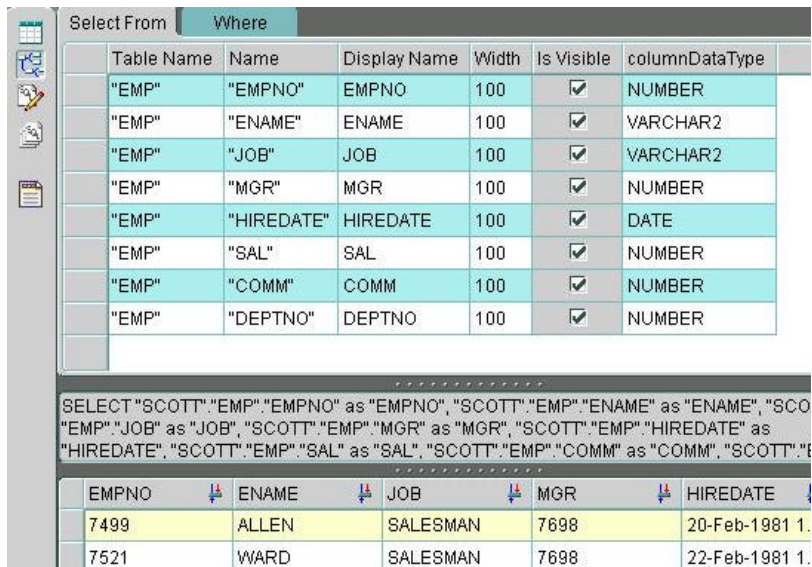 Select From Where
Table Name Name Display Name Width Is Visible columnDataType
"EMP" "EMPNO" EMPNO 100 NUMBER
"EMP" "ENAME" ENAME 100 VARCHAR2
"EMP" "JOB" JOB 100 VARCHAR2
"EMP" "MGR" MGR 100 NUMBER
"EMP" "HIREDATE" HIREDATE 100 DATE
"EMP" "SAL" SAL 100 NUMBER
"EMP" "COMM" COMM 100 NUMBER
"EMP" "DEPTNO" DEPTNO 100 NUMBER
SELECT "SCOTT"."EMP"."EMPNO" as "EMPNO", "SCOTT"."EMP"."ENAME" as "ENAME", "SCO
"EMP"."JOB" as "JOB", "SCOTT"."EMP"."MGR" as "MGR", "SCOTT"."EMP"."HIREDATE" as
"HIREDATE", "SCOTT"."EMP"."SAL" as "SAL", "SCOTT"."EMP"."COMM" as "COMM", "SCOTT"."E
EMPNO ENAME JOB MGR HIREDATE
7499 ALLEN SALESMAN 7698 20-Feb-1981 1.
7521 WARD SALESMAN 7698 22-Feb-1981 1.